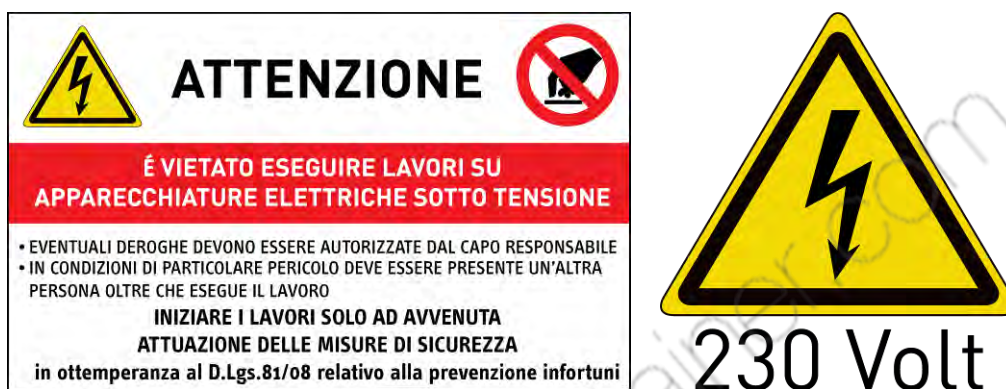 ATTENZIONE
É VIETATO ESEGUIRE LAVORI SU
APPARECCHIATURE ELETTRICHE SOTTO TENSIONE
• EVENTUALI DEROGHE DEVONO ESSERE AUTORIZZATE DAL CAPO RESPONSABILE
• IN CONDIZIONI DI PARTICOLARE PERICOLO DEVE ESSERE PRESENTE UN'ALTRA
PERSONA OLTRE CHE ESEGUE IL LAVORO
INIZIARE I LAVORI SOLO AD AVVENUTA
ATTUAZIONE DELLE MISURE DI SICUREZZA
in ottemperanza al D.Lgs.81/08 relativo alla prevenzione infortuni
230 Volt
ainer.com